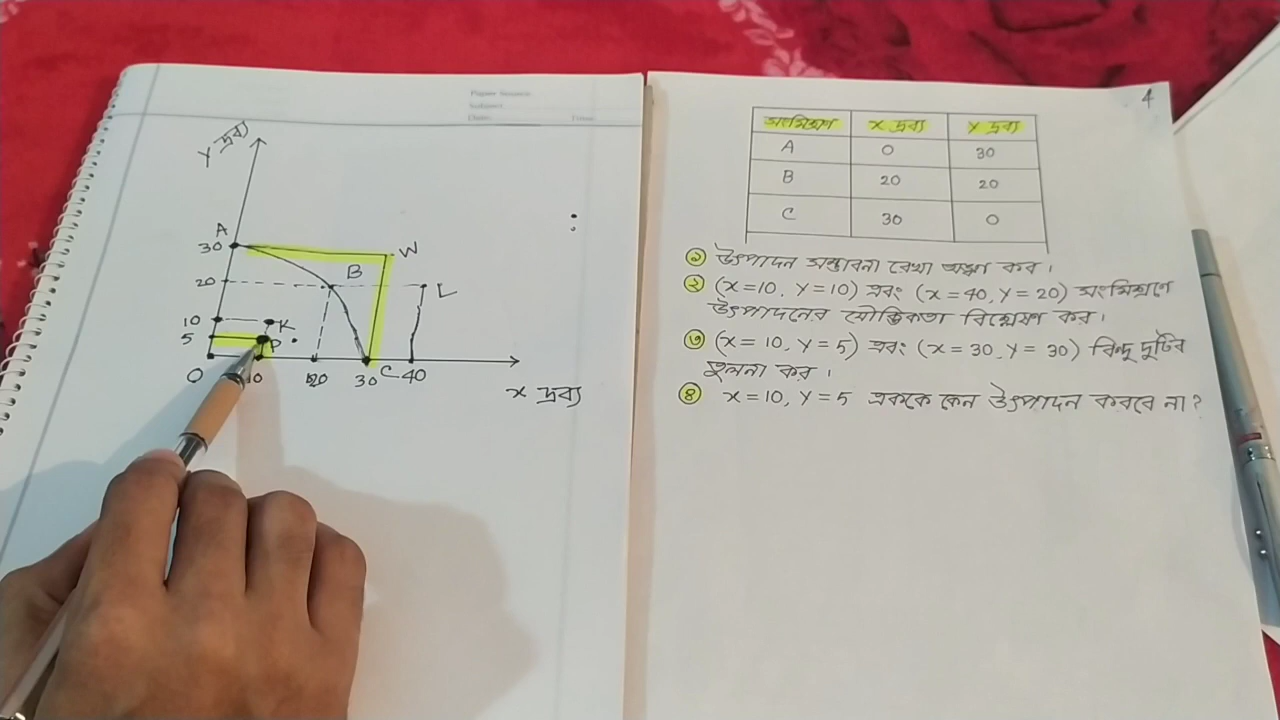 Y দ্রব্য
A
30
W
B
20
L
10
K
5
P
0
10
20
30
C
40
X দ্রব্য
4
সংমিশ্রণ X দ্রব্য Y দ্রব্য
A 0 30
B 20 20
C 30 0
১ উৎপাদন সম্ভাবনা রেখা অঙ্কন কর।
২ (x=10, Y=10) এবং (x=40, Y=20) সংমিশ্রণে
উৎপাদনের যৌক্তিকতা বিশ্লেষণ কর।
৩ (x=10, Y=5) এবং (x=30, Y=30) বিন্দু দুটির
তুলনা কর।
৪ x=10, Y=5 এককে কেন উৎপাদন করবে না?